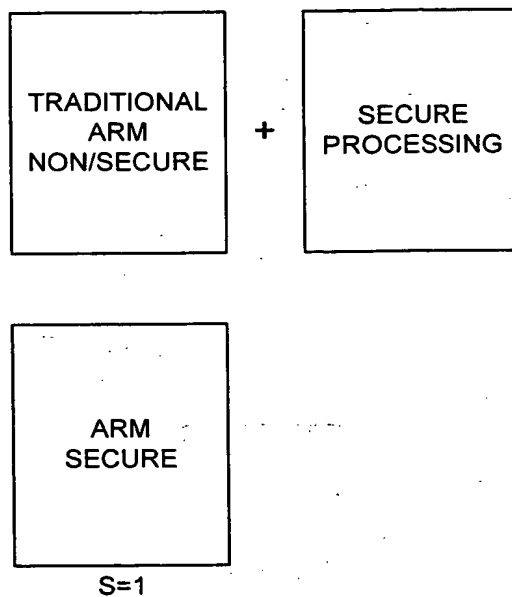 TRADITIONAL
ARM
NON/SECURE
+
SECURE
PROCESSING
ARM
SECURE
S=1